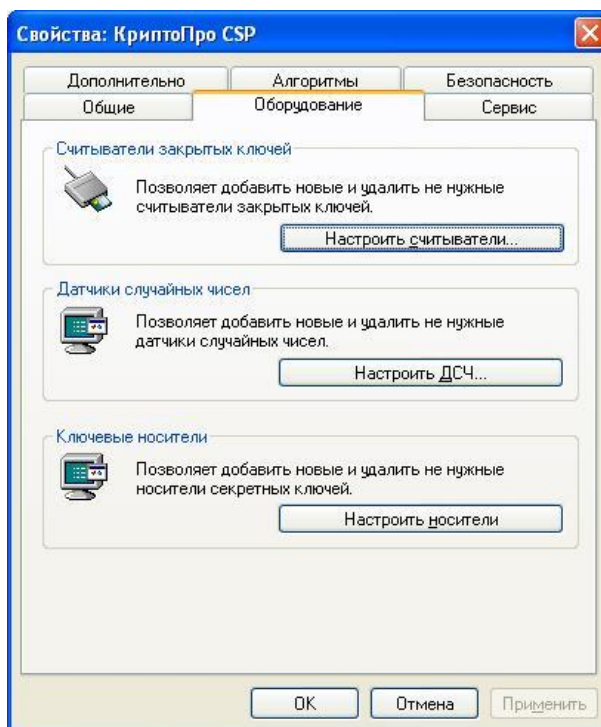 Свойства: КриптоПро CSP
Дополнительно Алгоритмы Безопасность
Общие Оборудование Сервис
Считыватели закрытых ключей
Позволяет добавить новые и удалить не нужные
считыватели закрытых ключей.
Настроить считыватели...
Датчики случайных чисел
Позволяет добавить новые и удалить не нужные
датчики случайных чисел.
Настроить ДСЧ...
Ключевые носители
Позволяет добавить новые и удалить не нужные
носители секретных ключей.
Настроить носители
OK Отмена Применить